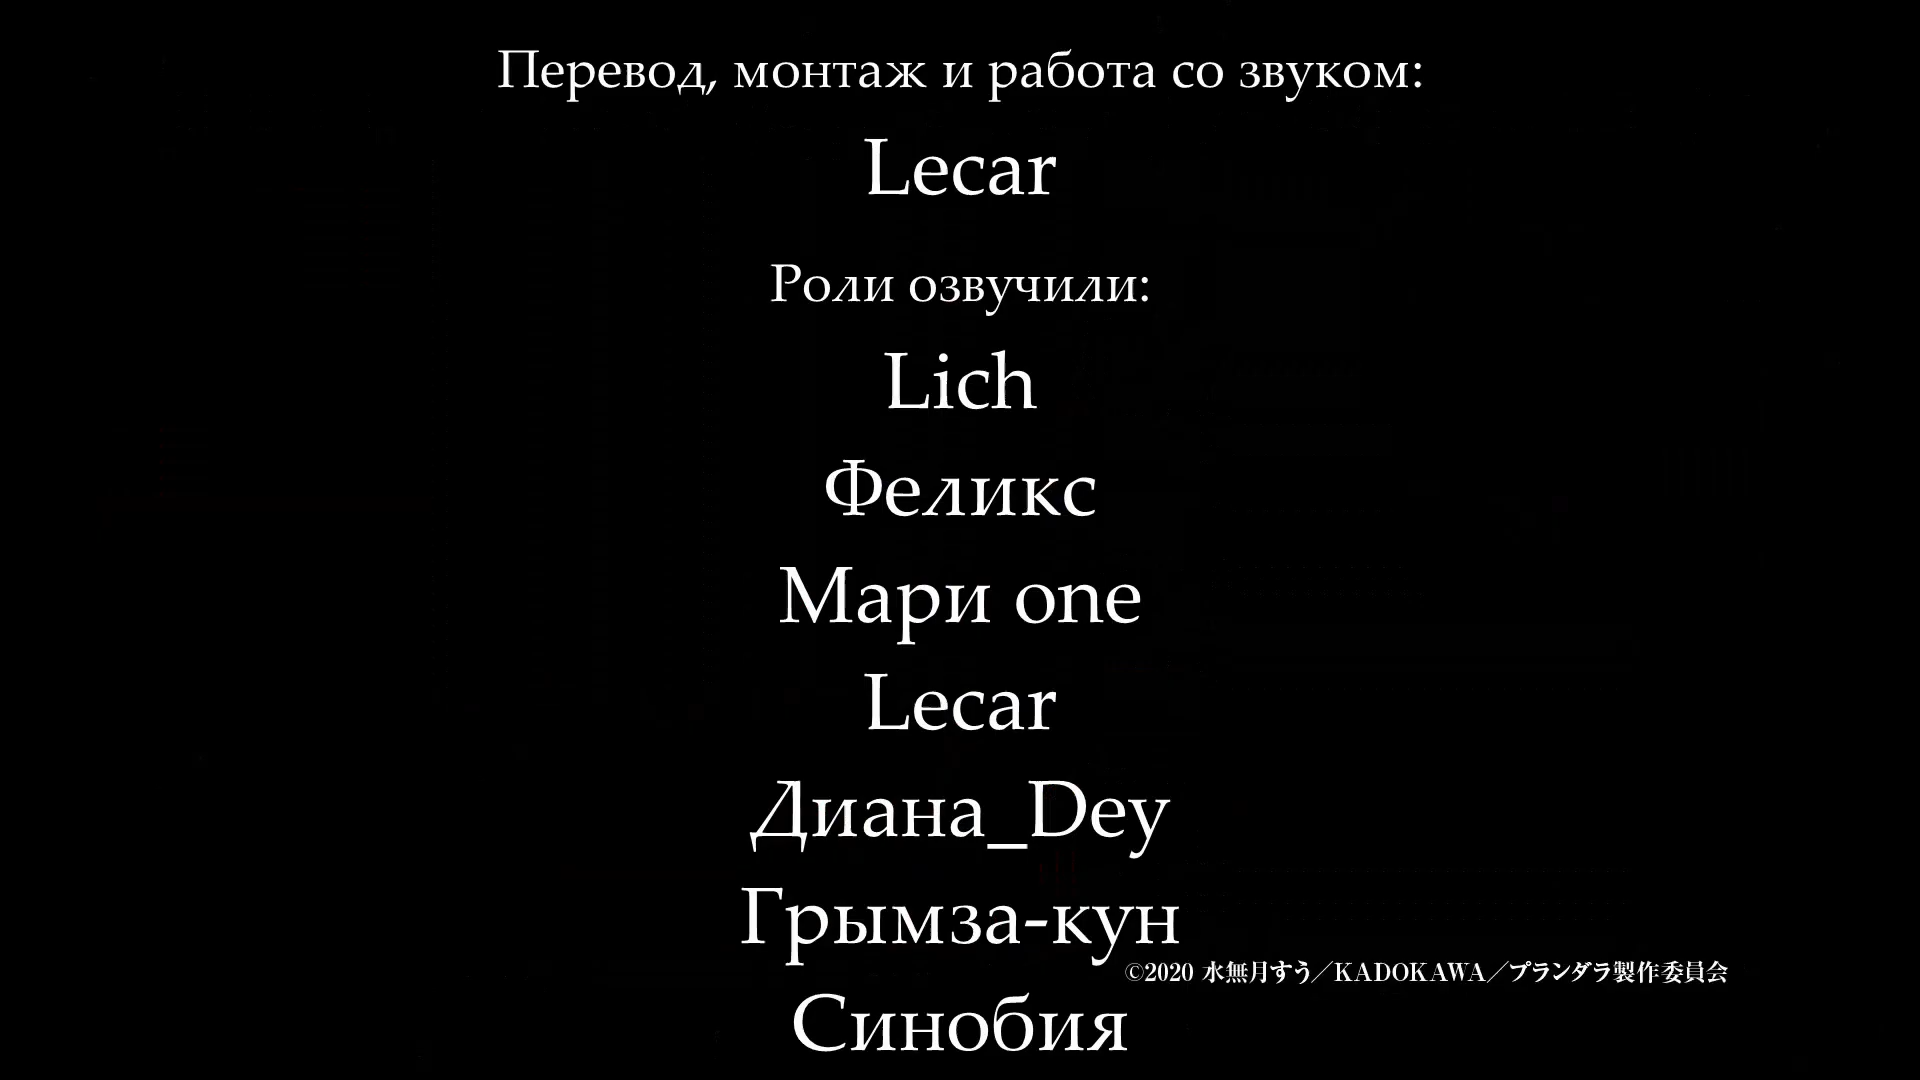 Перевод, монтаж и работа со звуком:
Lecar
Роли озвучили:
Lich
Феликс
Мари one
Lecar
Диана_Dey
Грымза-кун
©2020 水無月すう／KADOKAWA／プランダラ製作委員会
Синобия